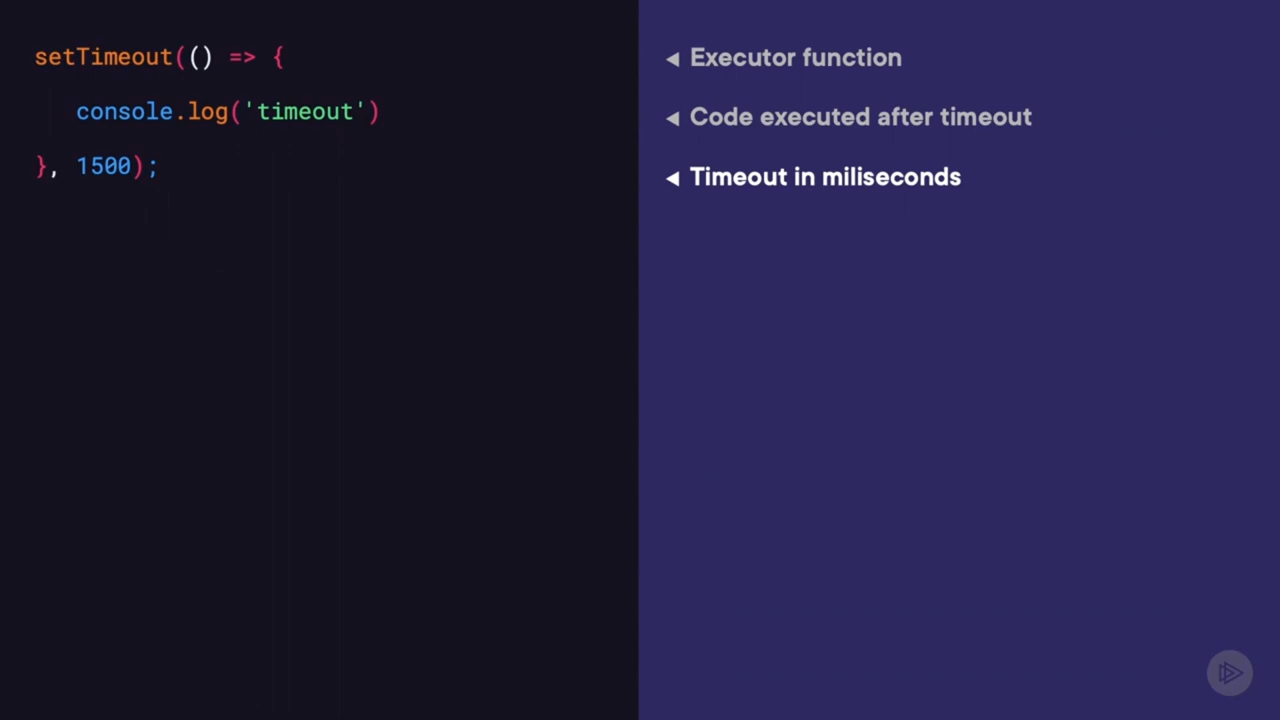 setTimeout(() => {
console.log('timeout')
}, 1500);
Executor function
Code executed after timeout
Timeout in miliseconds